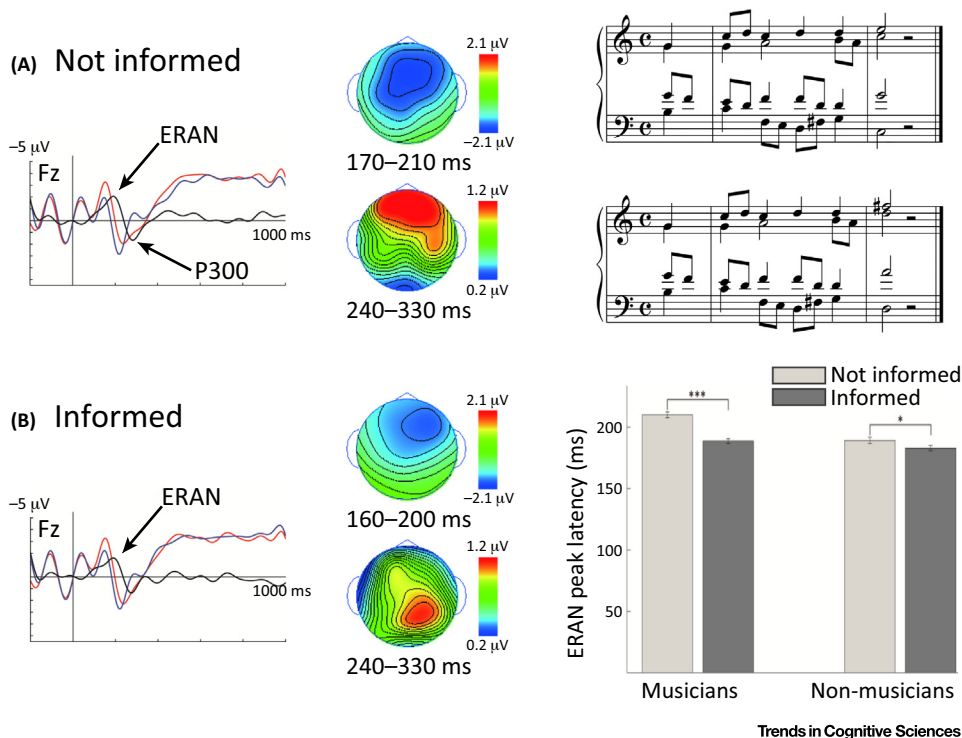 (A) Not informed
–5 µV
Fz
ERAN
P300
1000 ms
2.1 µV
–2.1 µV
170–210 ms
1.2 µV
0.2 µV
240–330 ms
(B) Informed
–5 µV
Fz
ERAN
1000 ms
2.1 µV
–2.1 µV
160–200 ms
1.2 µV
0.2 µV
240–330 ms
Not informed
Informed
***
*
ERAN peak latency (ms)
200
150
100
50
Musicians
Non-musicians
Trends in Cognitive Sciences